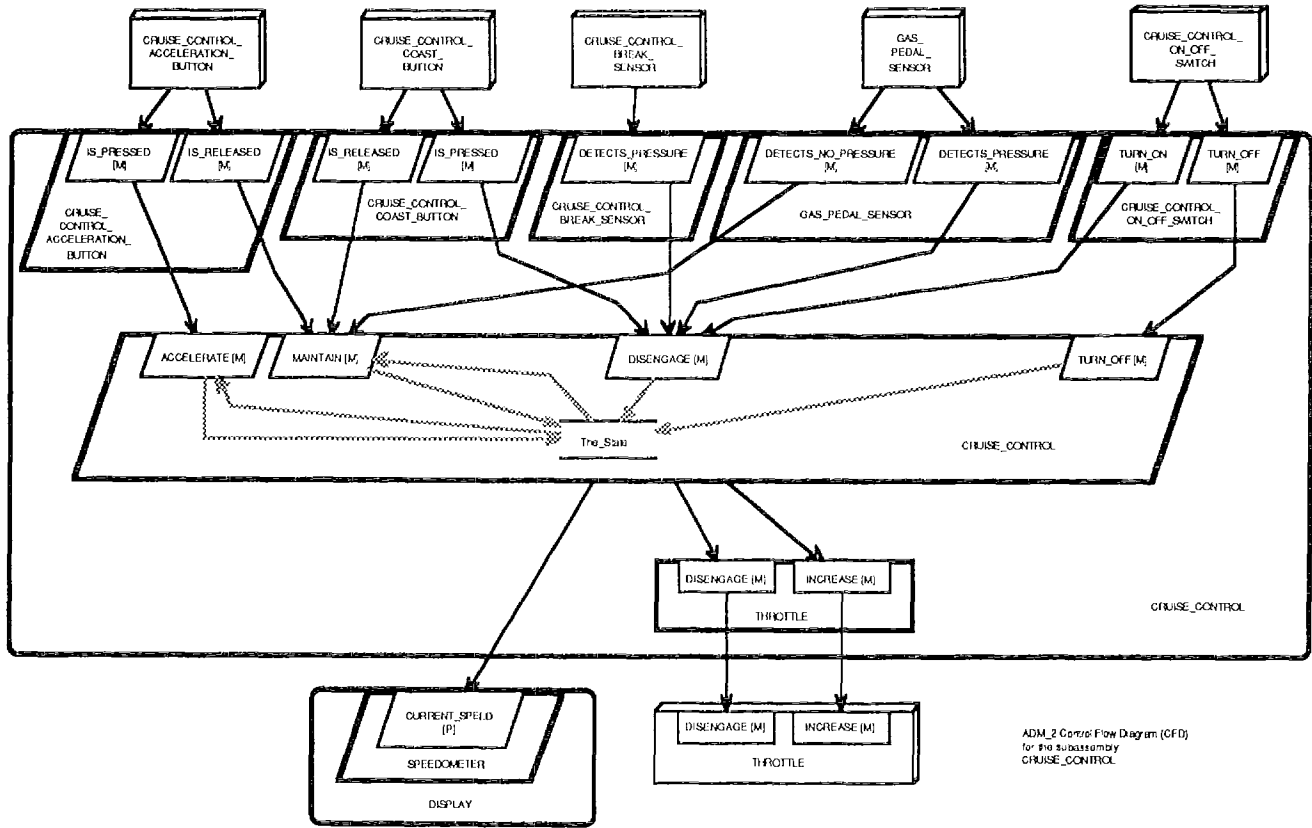 CRUISE_CONTROL_
ACCELERATION_
BUTTON
CRUISE_CONTROL_
COAST_
BUTTON
CRUISE_CONTROL_
BREAK_
SENSOR
GAS_
PEDAL_
SENSOR
CRUISE_CONTROL_
ON_OFF_
SWITCH
IS_PRESSED
[M]
IS_RELEASED
[M]
IS_RELEASED
[M]
IS_PRESSED
[M]
DETECTS_PRESSURE
[M]
DETECTS_NO_PRESSURE
[M]
DETECTS_PRESSURE
[M]
TURN_ON
[M]
TURN_OFF
[M]
CRUISE_
CONTROL_
ACCELERATION_
BUTTON
CRUISE_CONTROL_
COAST_BUTTON
CRUISE_CONTROL_
BREAK_SENSOR
GAS_PEDAL_SENSOR
CRUISE_CONTROL_
ON_OFF_SWITCH
ACCELERATE [M]
MAINTAIN [M]
DISENGAGE [M]
TURN_OFF [M]
The_State
CRUISE_CONTROL
DISENGAGE [M]
INCREASE [M]
THROTTLE
CRUISE_CONTROL
CURRENT_SPEED
[P]
SPEEDOMETER
DISPLAY
DISENGAGE [M]
INCREASE [M]
THROTTLE
ADM_2 Control Flow Diagram (CFD)
for the subassembly
CRUISE_CONTROL